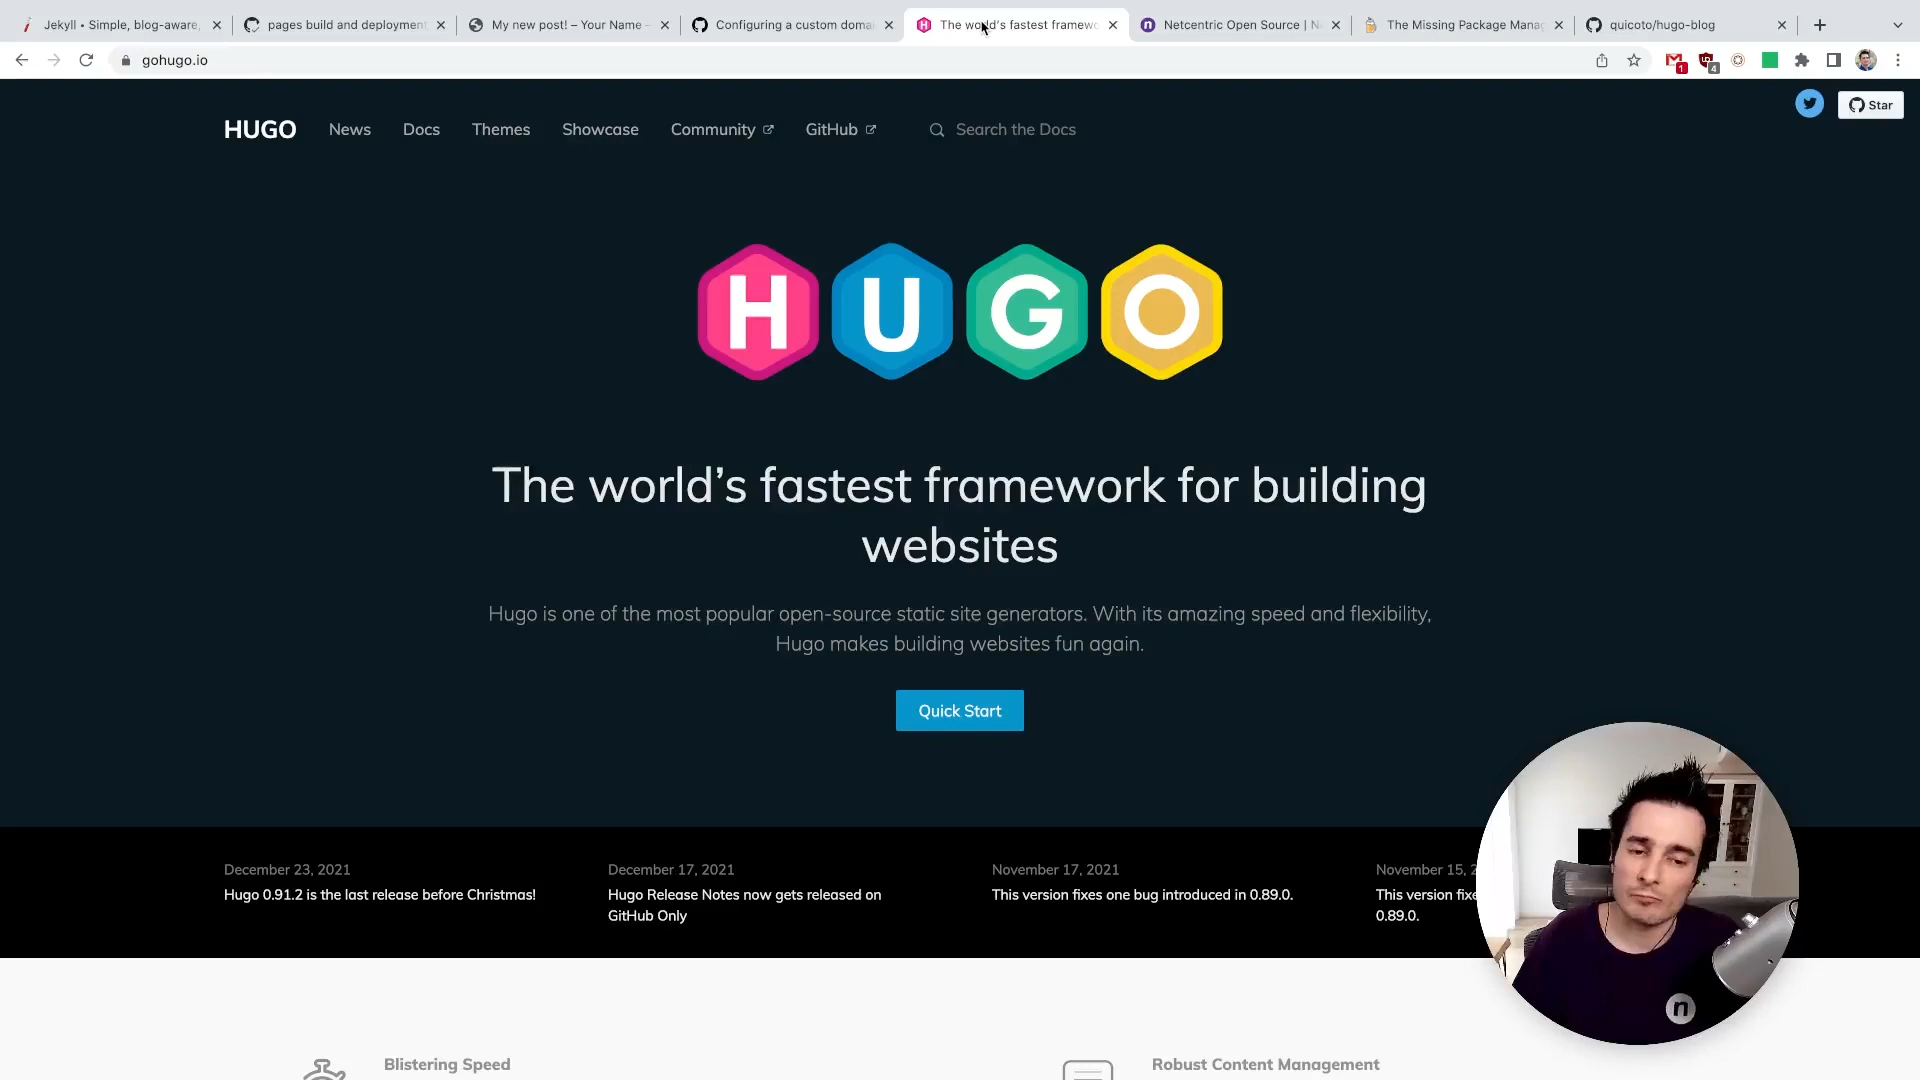 Jekyll • Simple, blog-aware,
pages build and deployment
My new post! – Your Name –
Configuring a custom domai
The world's fastest framewo
Netcentric Open Source | N
The Missing Package Manag
quicoto/hugo-blog
gohugo.io
1
4
Star
HUGO
News
Docs
Themes
Showcase
Community
GitHub
Search the Docs
HUGO
The world's fastest framework for building
websites
Hugo is one of the most popular open-source static site generators. With its amazing speed and flexibility,
Hugo makes building websites fun again.
Quick Start
December 23, 2021
Hugo 0.91.2 is the last release before Christmas!
December 17, 2021
Hugo Release Notes now gets released on
GitHub Only
November 17, 2021
This version fixes one bug introduced in 0.89.0.
November 15, 2
This version fixe
0.89.0.
n
Blistering Speed
Robust Content Management